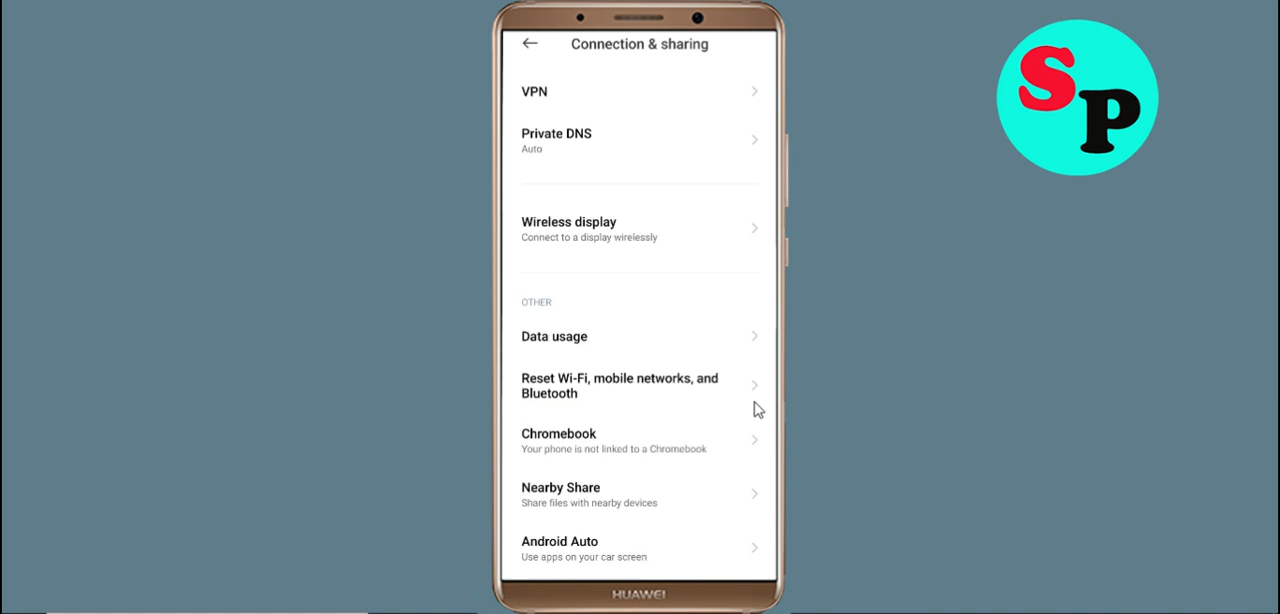 Connection & sharing
VPN
Private DNS
Auto
Wireless display
Connect to a display wirelessly
OTHER
Data usage
Reset Wi-Fi, mobile networks, and
Bluetooth
Chromebook
Your phone is not linked to a Chromebook
Nearby Share
Share files with nearby devices
Android Auto
Use apps on your car screen
HUAWEI
SP